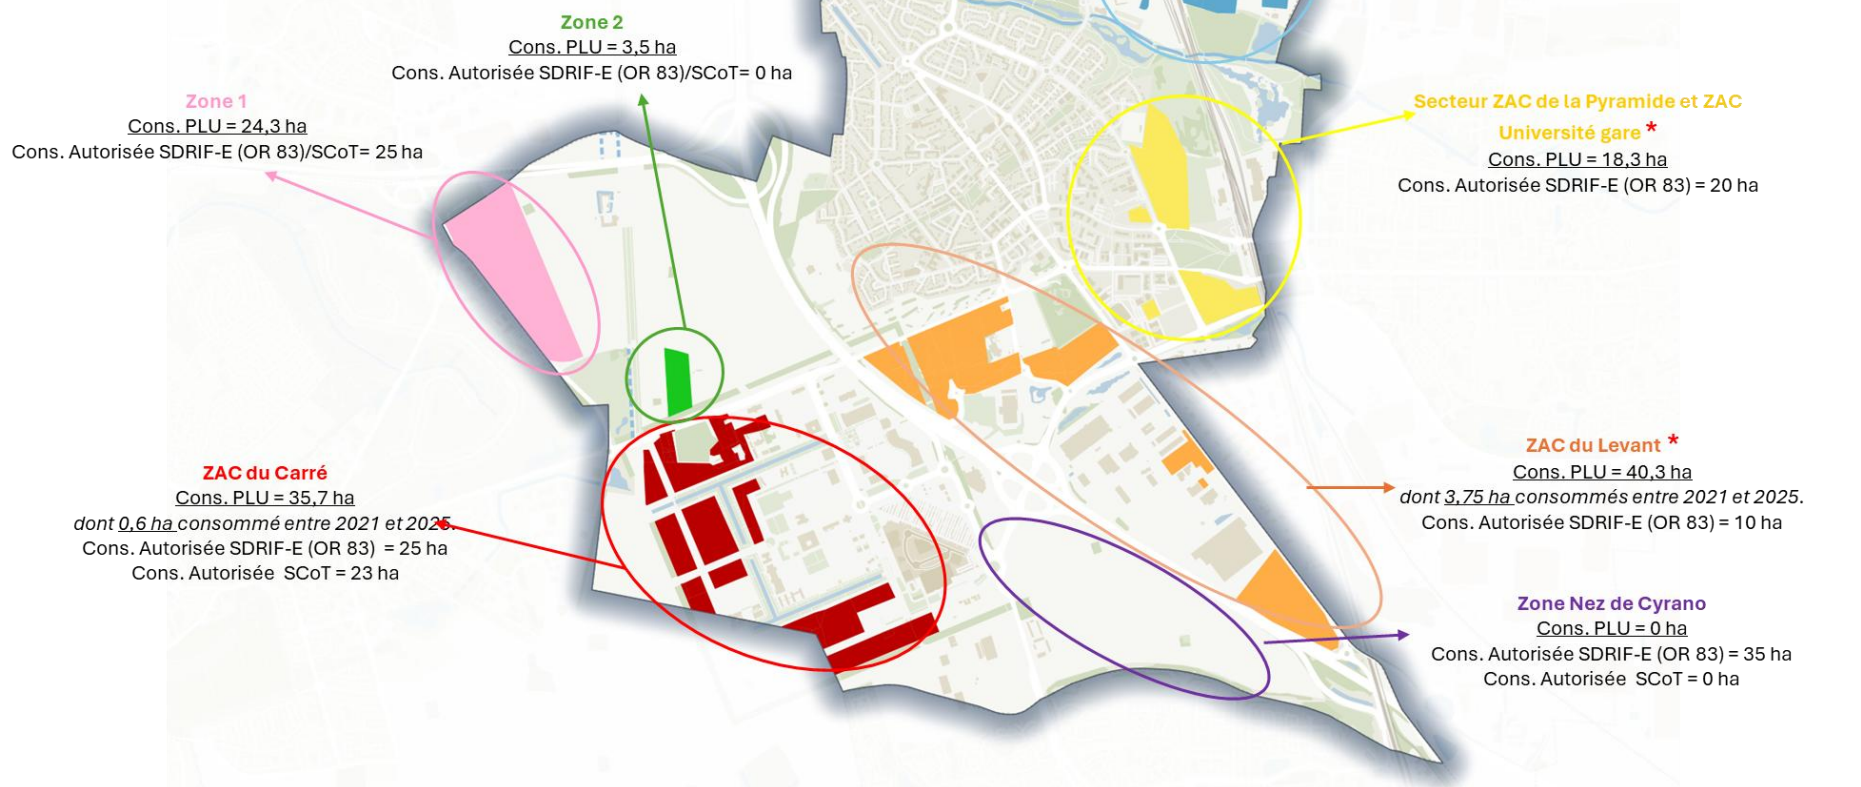 Zone 2
Cons. PLU = 3,5 ha
Cons. Autorisée SDRIF-E (OR 83)/SCoT= 0 ha
Zone 1
Cons. PLU = 24,3 ha
Cons. Autorisée SDRIF-E (OR 83)/SCoT= 25 ha
Secteur ZAC de la Pyramide et ZAC
Université gare *
Cons. PLU = 18,3 ha
Cons. Autorisée SDRIF-E (OR 83) = 20 ha
ZAC du Carré
Cons. PLU = 35,7 ha
dont 0,6 ha consommé entre 2021 et 2025.
Cons. Autorisée SDRIF-E (OR 83) = 25 ha
Cons. Autorisée SCoT = 23 ha
ZAC du Levant *
Cons. PLU = 40,3 ha
dont 3,75 ha consommés entre 2021 et 2025.
Cons. Autorisée SDRIF-E (OR 83) = 10 ha
Zone Nez de Cyrano
Cons. PLU = 0 ha
Cons. Autorisée SDRIF-E (OR 83) = 35 ha
Cons. Autorisée SCoT = 0 ha